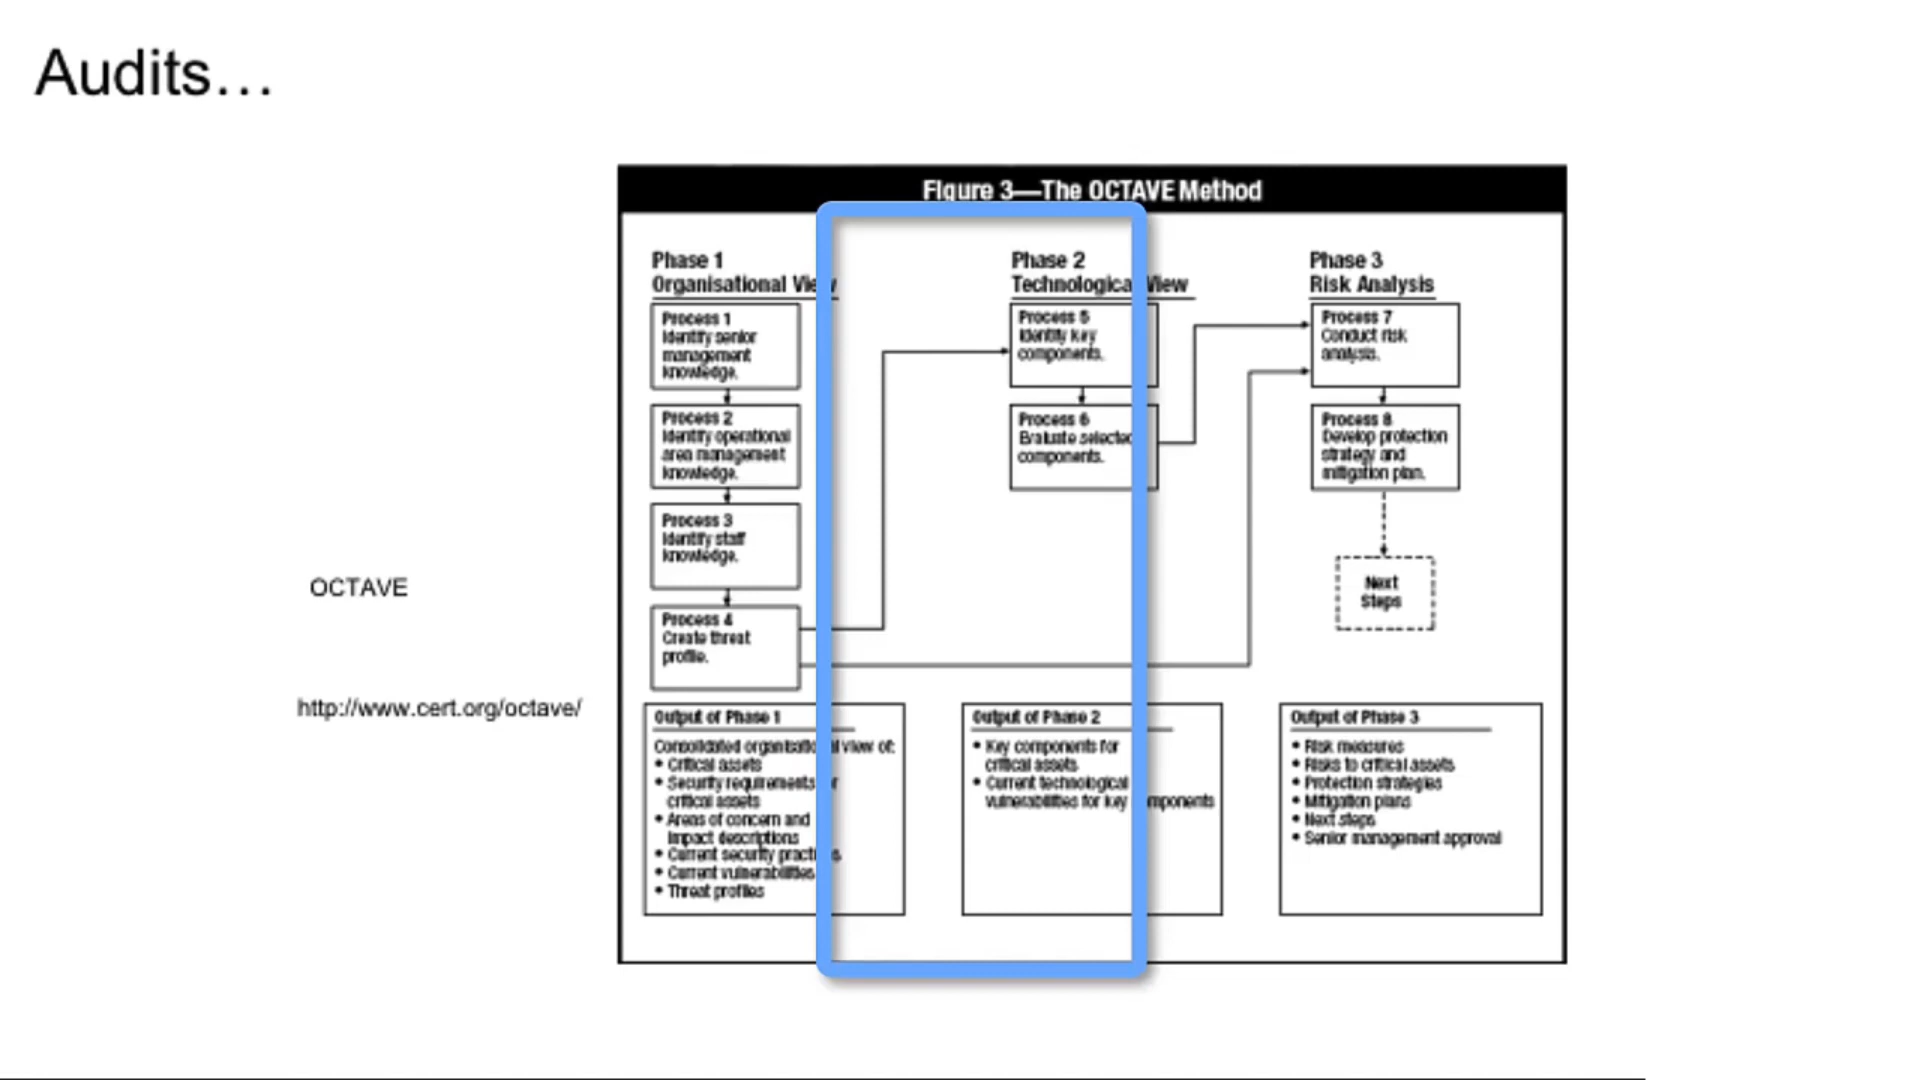 Audits…
Figure 3—The OCTAVE Method
Phase 1
Organisational View
Process 1
Identify senior
management
knowledge.
Process 2
Identify operational
area management
knowledge.
Process 3
Identify staff
knowledge.
Process 4
Create threat
profile.
Phase 2
Technological View
Process 5
Identify key
components.
Process 6
Evaluate selected
components.
Phase 3
Risk Analysis
Process 7
Conduct risk
analysis.
Process 8
Develop protection
strategy and
mitigation plan.
Next
Steps
OCTAVE
http://www.cert.org/octave/
Output of Phase 1
Consolidated organisational view of:
• Critical assets
• Security requirements for
critical assets
• Areas of concern and
impact descriptions
• Current security practices
• Current vulnerabilities
• Threat profiles
Output of Phase 2
• Key components for
critical assets
• Current technological
vulnerabilities for key components
Output of Phase 3
• Risk measures
• Risks to critical assets
• Protection strategies
• Mitigation plans
• Next steps
• Senior management approval